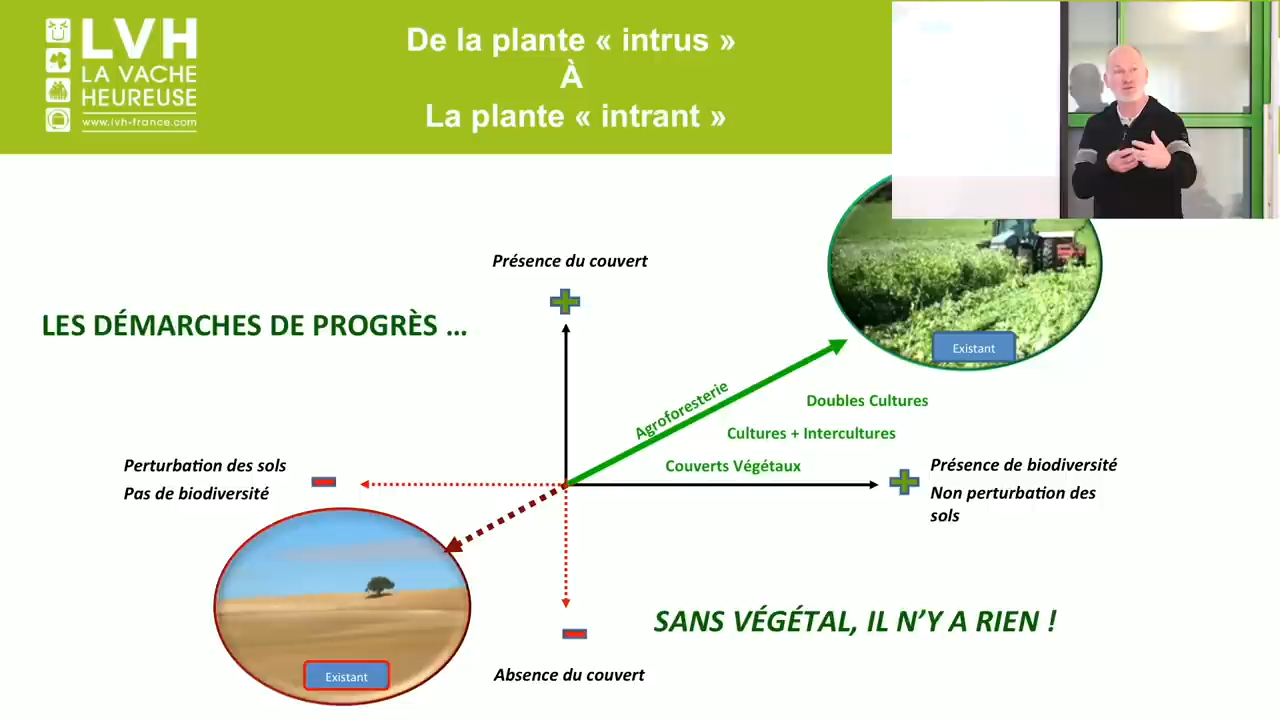 LVH
LA VACHE
HEUREUSE
www.lvh-france.com
De la plante « intrus »
À
La plante « intrant »
Présence du couvert
LES DÉMARCHES DE PROGRÈS ...
Existant
Agroforesterie
Doubles Cultures
Cultures + Intercultures
Couverts Végétaux
Perturbation des sols
Pas de biodiversité
Présence de biodiversité
Non perturbation des
sols
SANS VÉGÉTAL, IL N’Y A RIEN !
Existant
Absence du couvert